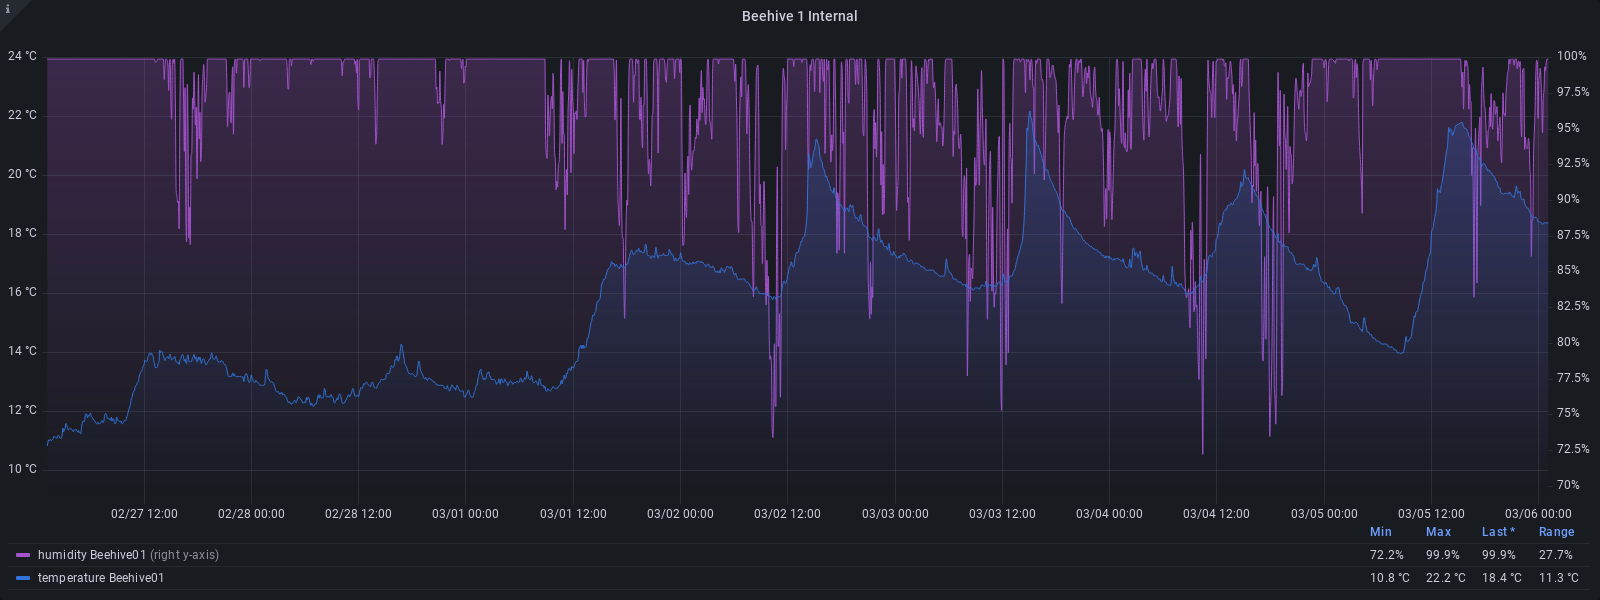 i
Beehive 1 Internal
24 °C 100%
97.5%
22 °C
95%
20 °C 92.5%
90%
18 °C 87.5%
85%
16 °C
82.5%
14 °C 80%
77.5%
12 °C 75%
72.5%
10 °C
70%
02/27 12:00 02/28 00:00 02/28 12:00 03/01 00:00 03/01 12:00 03/02 00:00 03/02 12:00 03/03 00:00 03/03 12:00 03/04 00:00 03/04 12:00 03/05 00:00 03/05 12:00 03/06 00:00
Min Max Last * Range
humidity Beehive01 (right y-axis) 72.2% 99.9% 99.9% 27.7%
temperature Beehive01 10.8 °C 22.2 °C 18.4 °C 11.3 °C